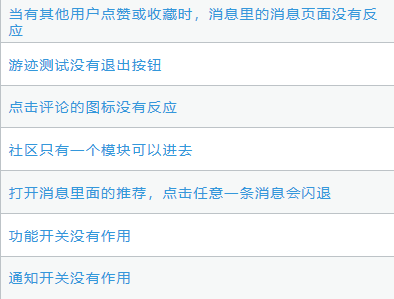 当有其他用户点赞或收藏时，消息里的消息页面没有反
应
游迹测试没有退出按钮
点击评论的图标没有反应
社区只有一个模块可以进去
打开消息里面的推荐，点击任意一条消息会闪退
功能开关没有作用
通知开关没有作用